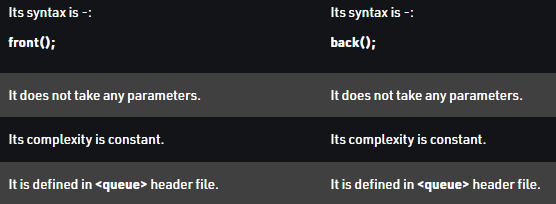 Its syntax is -:
Its syntax is -:
front();
back();
It does not take any parameters.
It does not take any parameters.
Its complexity is constant.
Its complexity is constant.
It is defined in <queue> header file.
It is defined in <queue> header file.